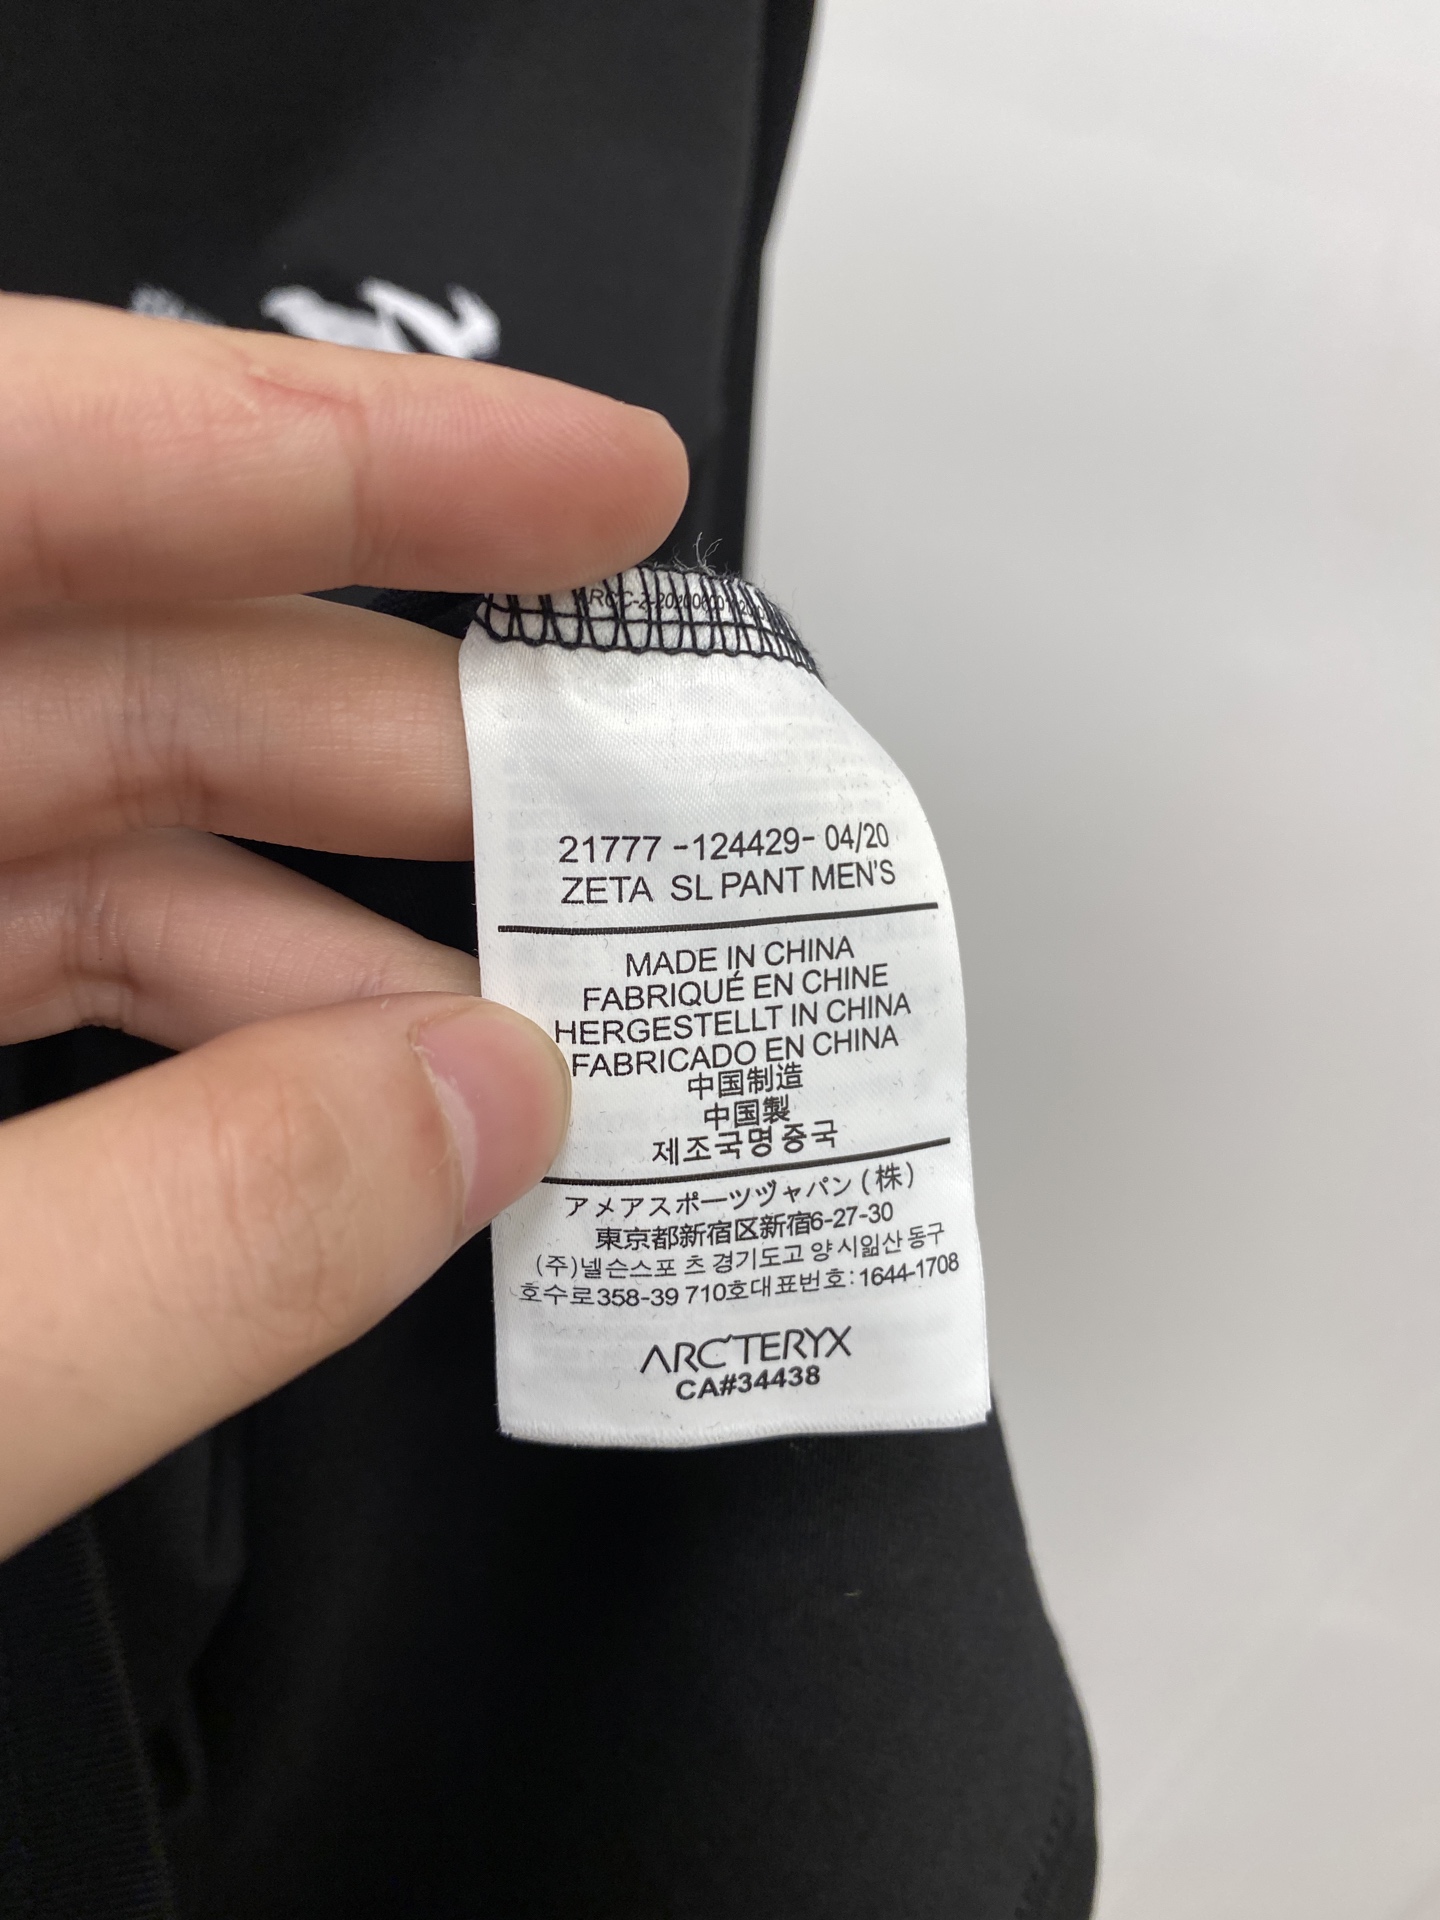 21777 -124429- 04/20
ZETA SL PANT MEN'S
MADE IN CHINA
FABRIQUÉ EN CHINE
HERGESTELLT IN CHINA
FABRICADO EN CHINA
中国制造
中国製
제조국명 중국
アメアスポーツヅャパン (株)
東京都新宿区新宿6-27-30
(주)넬슨스포 츠 경기도고 양 시읿산 동구
호수로358-39 710호대표번호:1644-1708
ARC'TERYX
CA#34438